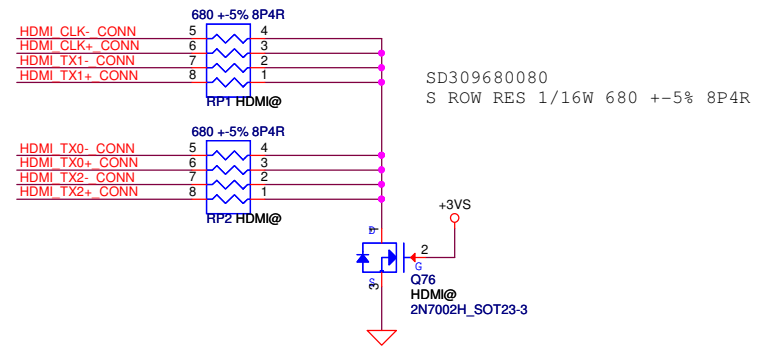 680 +-5% 8P4R
HDMI_CLK-_CONN 5 4
HDMI_CLK+_CONN 6 3
HDMI_TX1-_CONN 7 2
HDMI_TX1+_CONN 8 1
RP1 HDMI@
SD309680080
S ROW RES 1/16W 680 +-5% 8P4R
680 +-5% 8P4R
HDMI_TX0-_CONN 5 4
HDMI_TX0+_CONN 6 3
HDMI_TX2-_CONN 7 2
HDMI_TX2+_CONN 8 1
RP2 HDMI@
+3VS
D 1
2
G
S 3
Q76
HDMI@
2N7002H_SOT23-3